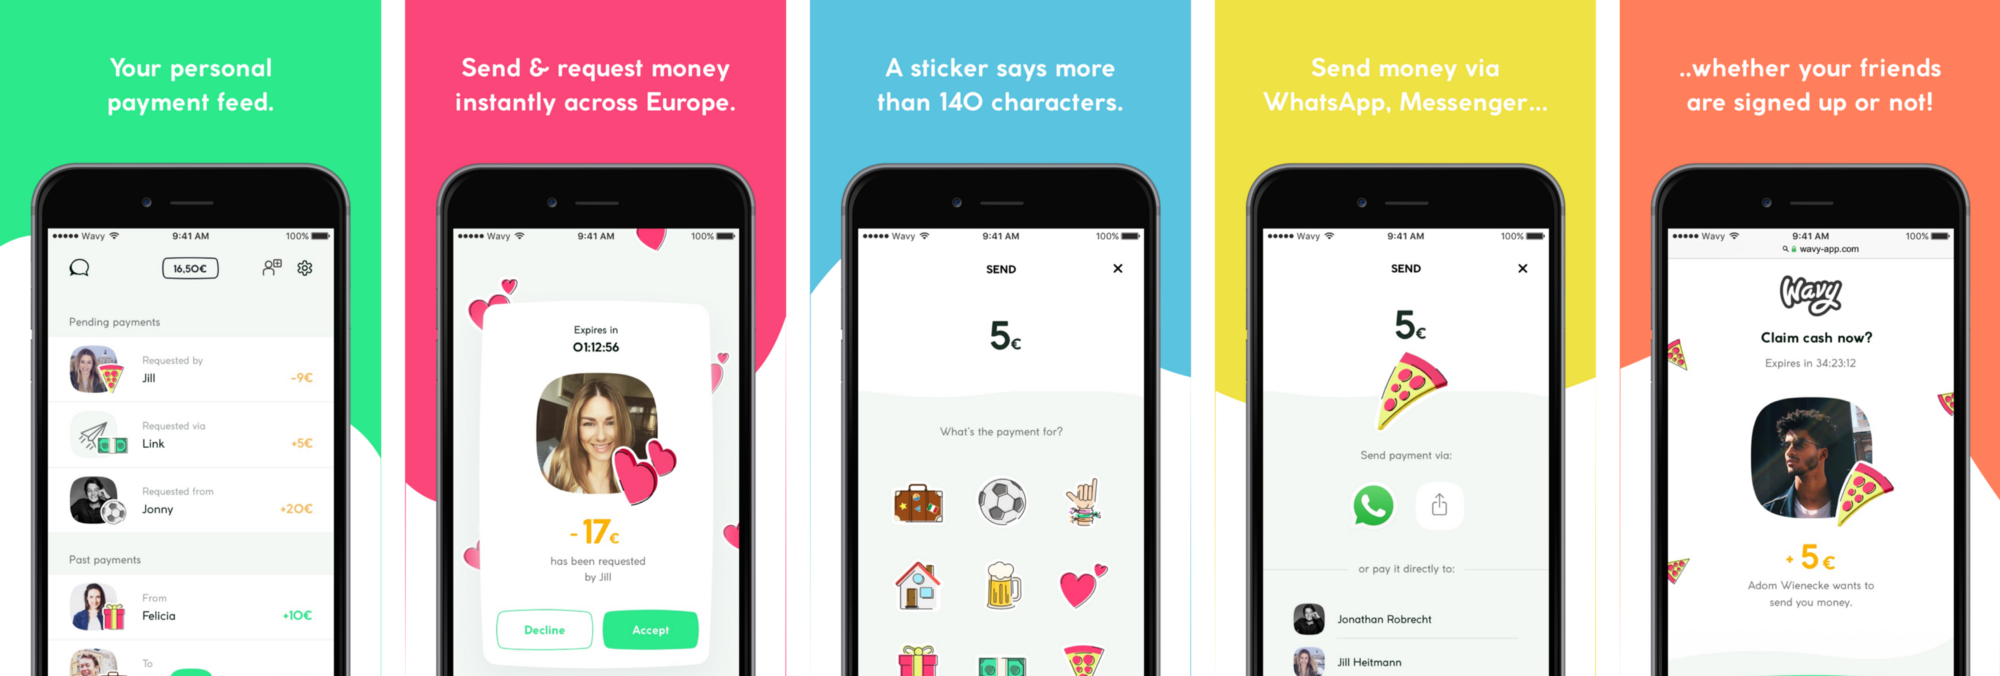 Your personal
payment feed.
Wavy
9:41 AM
100%
16,50€
Pending payments
Requested by
Jill
-9€
Requested via
Link
+5€
Requested from
Jonny
+20€
Past payments
From
Felicia
+10€
To
Send & request money
instantly across Europe.
Wavy
9:41 AM
100%
Expires in
01:12:56
- 17€
has been requested
by Jill
Decline
Accept
A sticker says more
than 140 characters.
Wavy
9:41 AM
100%
SEND
5€
What's the payment for?
Send money via
WhatsApp, Messenger...
Wavy
9:41 AM
100%
SEND
5€
Send payment via:
or pay it directly to:
Jonathan Robrecht
Jill Heitmann
..whether your friends
are signed up or not!
Wavy
9:41 AM
100%
wavy-app.com
Wavy
Claim cash now?
Expires in 34:23:12
+ 5€
Adom Wienecke wants to
send you money.